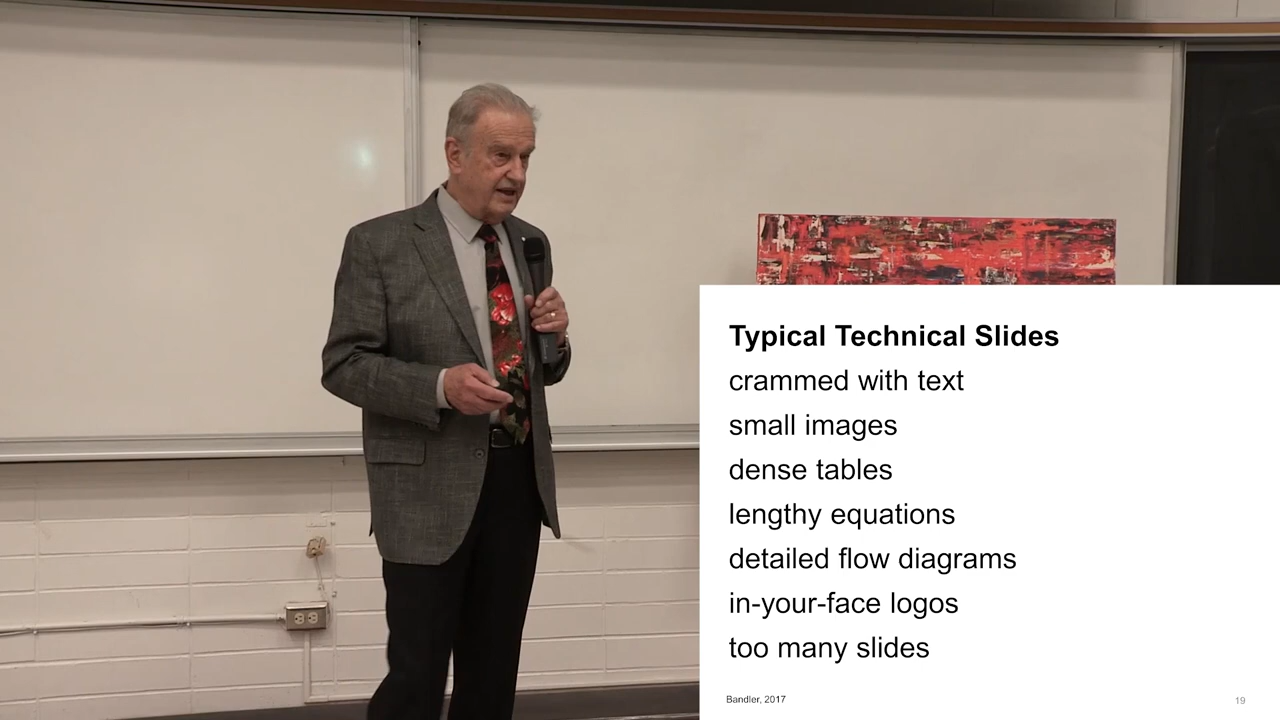 Typical Technical Slides
crammed with text
small images
dense tables
lengthy equations
detailed flow diagrams
in-your-face logos
too many slides
Bandler, 2017
19